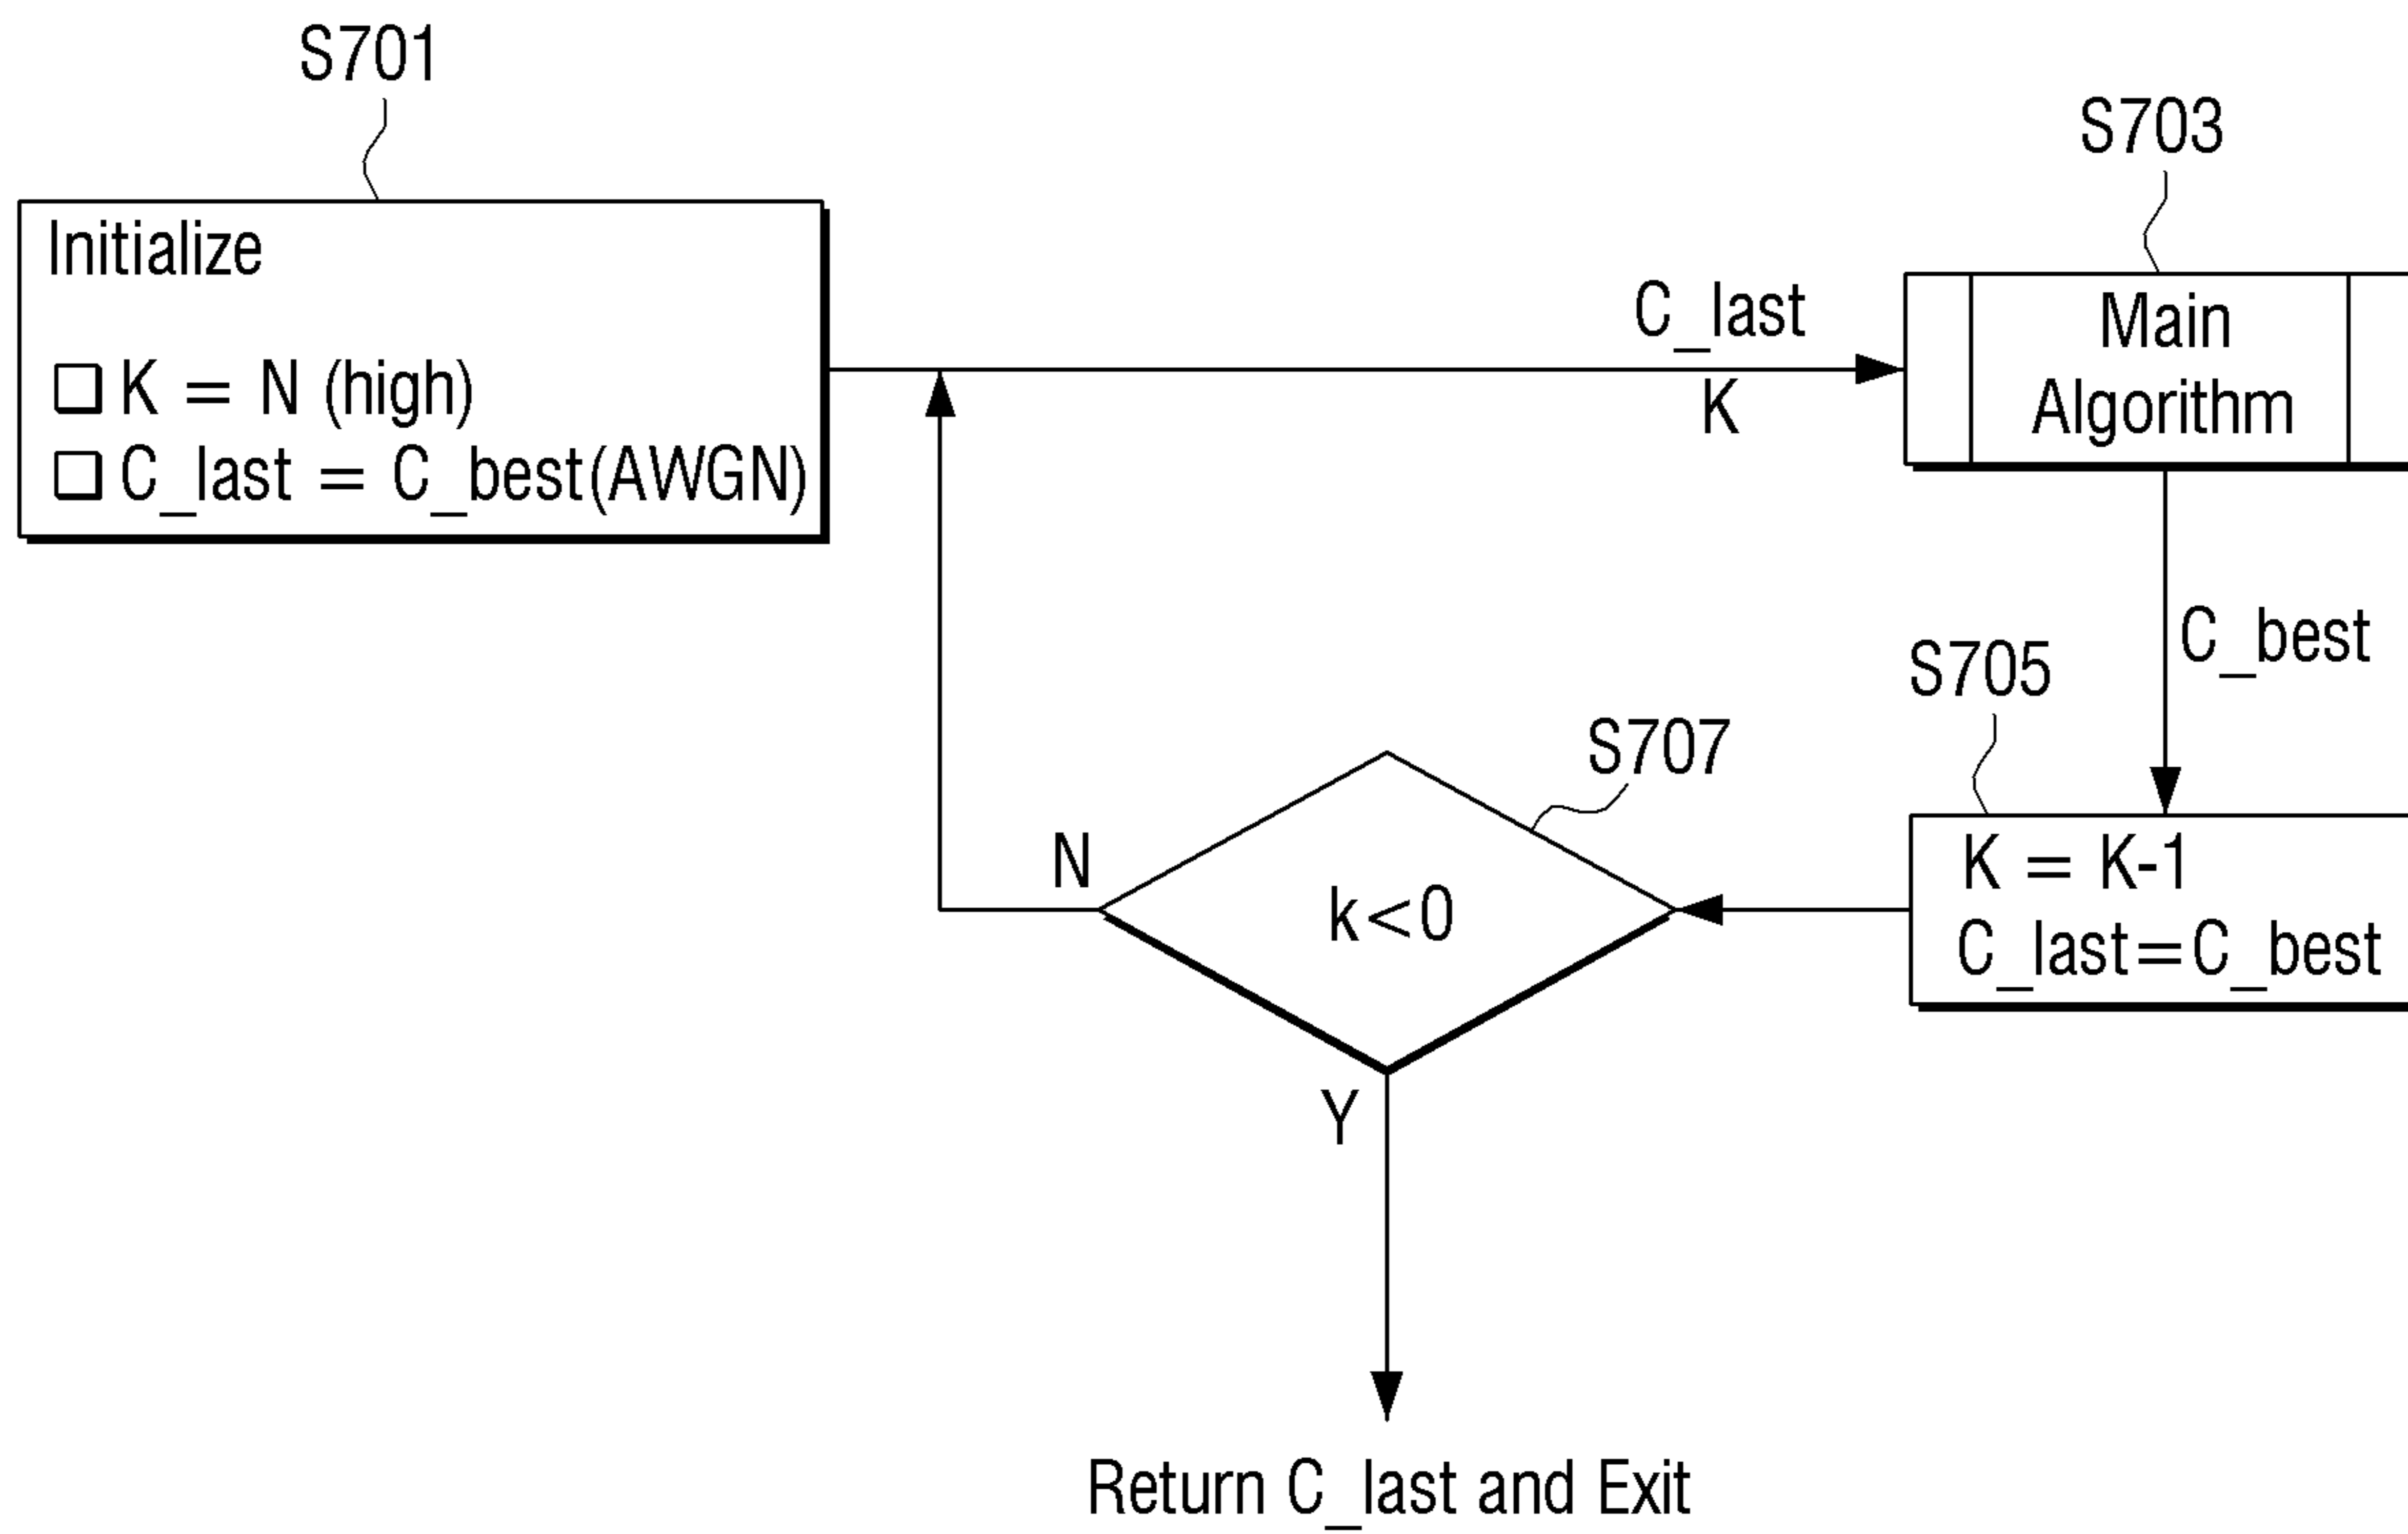 S701
Initialize
K = N (high)
C_last = C_best(AWGN)
C_last
K
S703
Main
Algorithm
C_best
S705
K = K-1
C_last=C_best
S707
k<0
N
Y
Return C_last and Exit